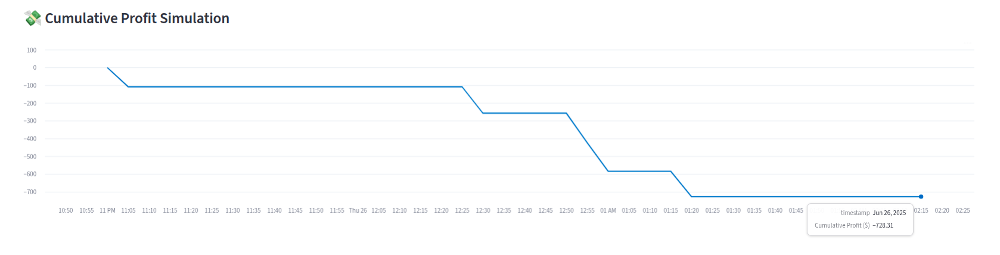 💸 Cumulative Profit Simulation
100
0
−100
−200
−300
−400
−500
−600
−700
10:50 10:55 11 PM 11:05 11:10 11:15 11:20 11:25 11:30 11:35 11:40 11:45 11:50 11:55 Thu 26 12:05 12:10 12:15 12:20 12:25 12:30 12:35 12:40 12:45 12:50 12:55 01 AM 01:05 01:10 01:15 01:20 01:25 01:30 01:35 01:40 01:45 02:15 02:20 02:25
timestamp Jun 26, 2025
Cumulative Profit ($) −728.31